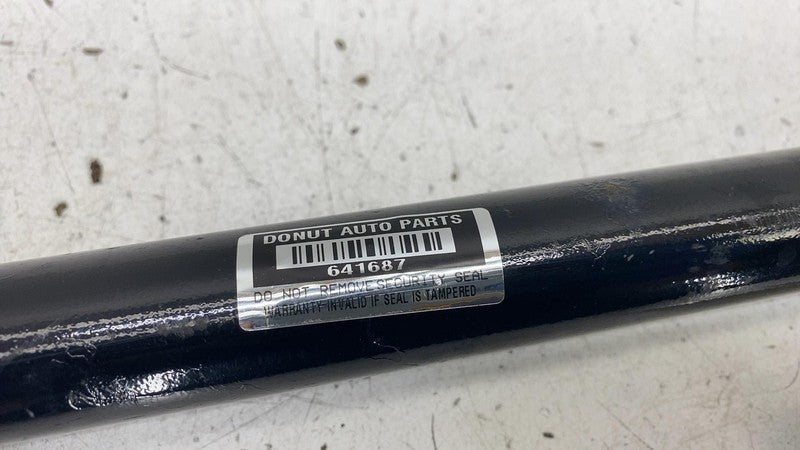 DONUT AUTO PARTS
641687
DO NOT REMOVE SECURITY SEAL
WARRANTY INVALID IF SEAL IS TAMPERED